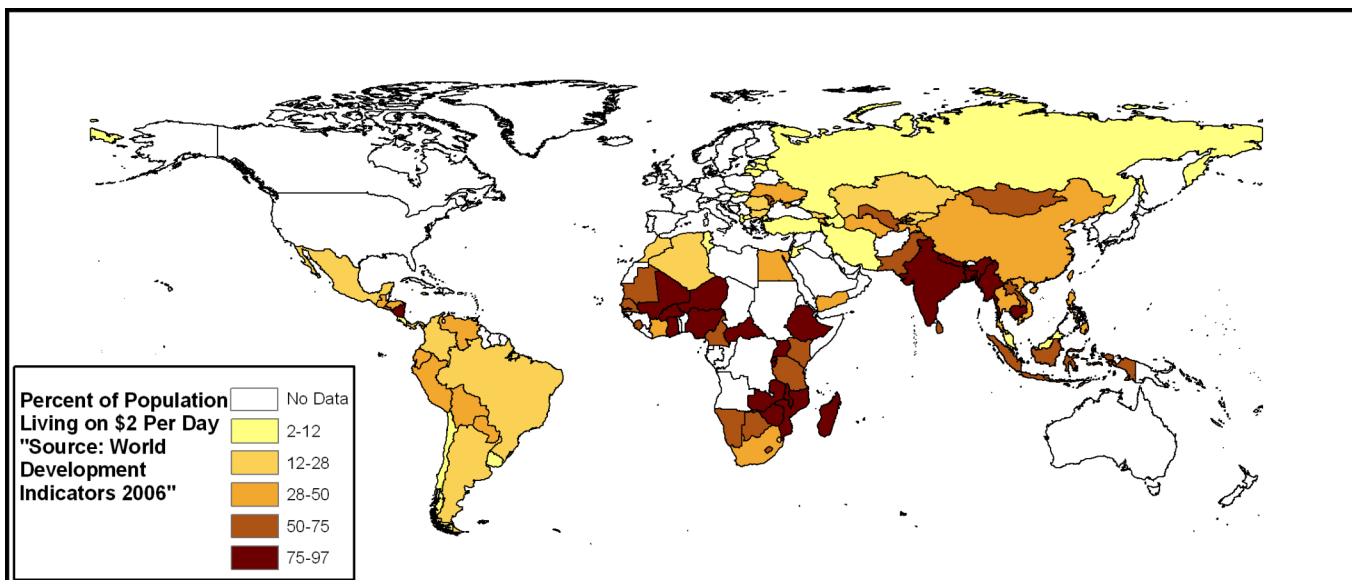 Percent of Population
Living on $2 Per Day
"Source: World
Development
Indicators 2006"
No Data
2-12
12-28
28-50
50-75
75-97